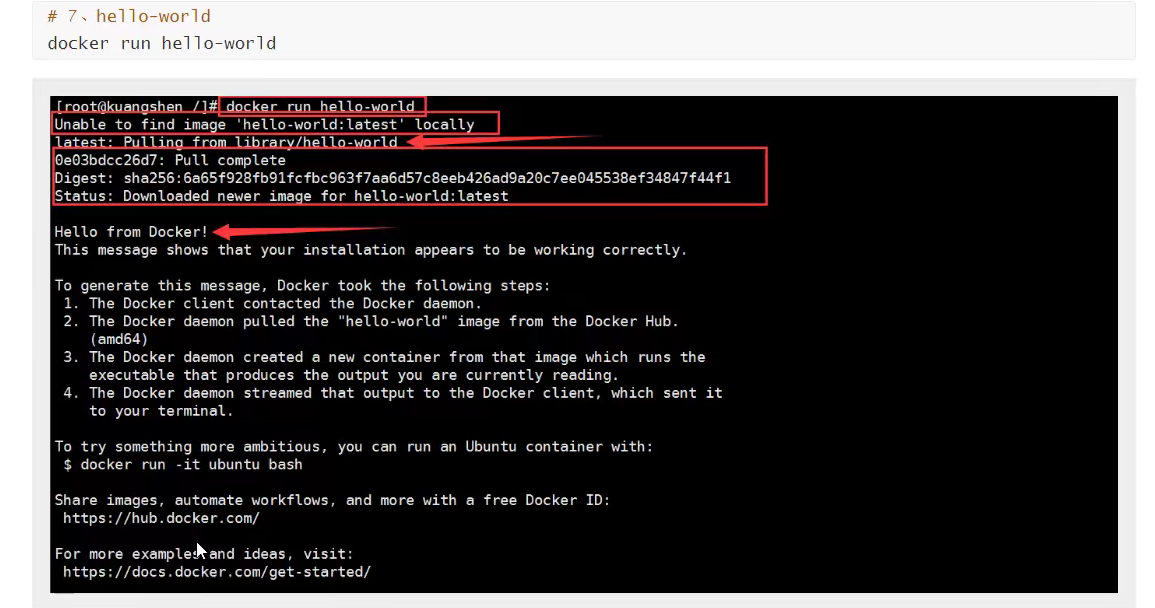 # 7、hello-world
docker run hello-world
[root@kuangshen /]# docker run hello-world
Unable to find image 'hello-world:latest' locally
latest: Pulling from library/hello-world
0e03bdcc26d7: Pull complete
Digest: sha256:6a65f928fb91fcfbc963f7aa6d57c8eeb426ad9a20c7ee045538ef34847f44f1
Status: Downloaded newer image for hello-world:latest
Hello from Docker!
This message shows that your installation appears to be working correctly.
To generate this message, Docker took the following steps:
1. The Docker client contacted the Docker daemon.
2. The Docker daemon pulled the "hello-world" image from the Docker Hub.
(amd64)
3. The Docker daemon created a new container from that image which runs the
executable that produces the output you are currently reading.
4. The Docker daemon streamed that output to the Docker client, which sent it
to your terminal.
To try something more ambitious, you can run an Ubuntu container with:
$ docker run -it ubuntu bash
Share images, automate workflows, and more with a free Docker ID:
https://hub.docker.com/
For more examples and ideas, visit:
https://docs.docker.com/get-started/